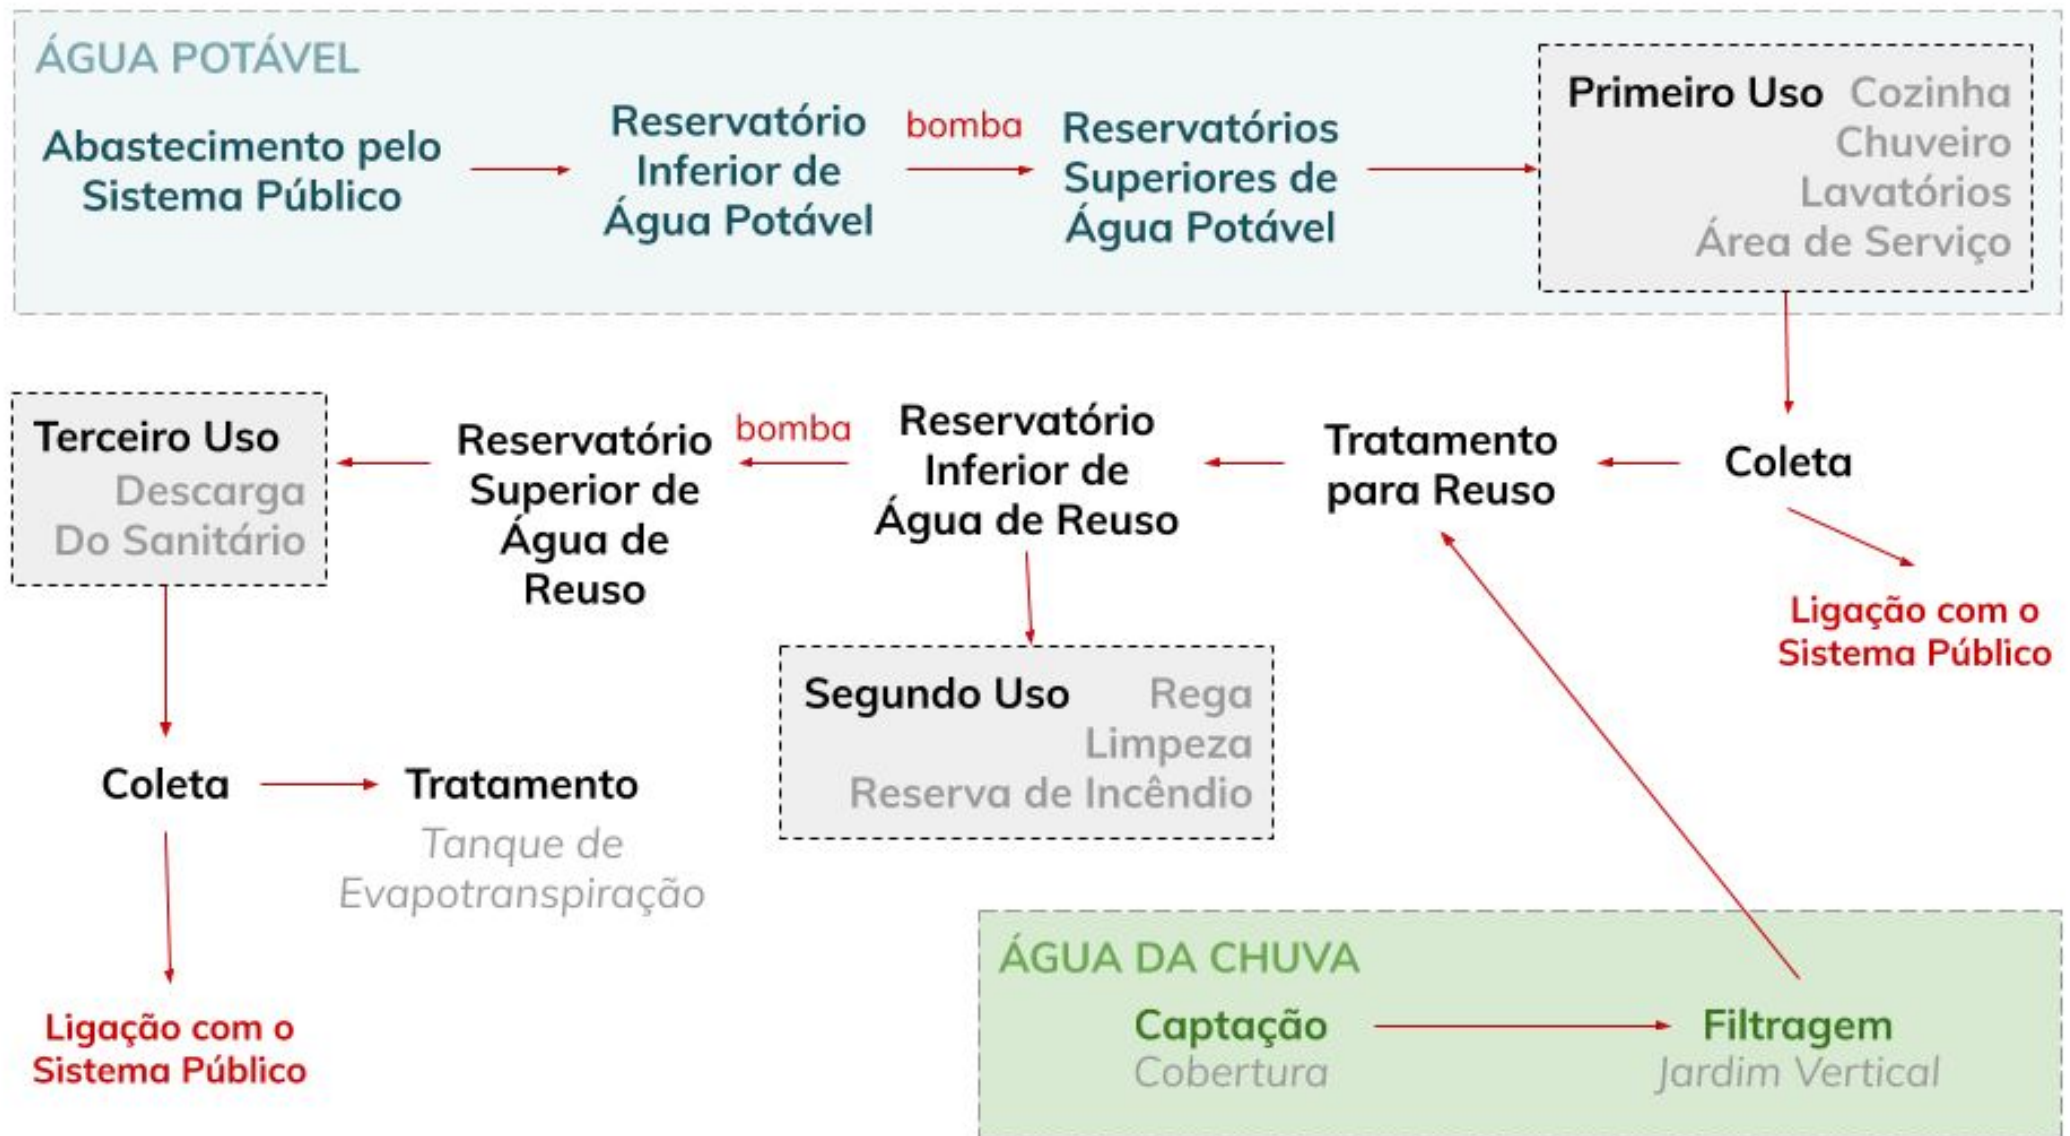 ÁGUA POTÁVEL
Abastecimento pelo
Sistema Público
Reservatório
Inferior de
Água Potável
bomba
Reservatórios
Superiores de
Água Potável
Primeiro Uso Cozinha
Chuveiro
Lavatórios
Área de Serviço
Terceiro Uso
Descarga
Do Sanitário
Reservatório
Superior de
Água de
Reuso
bomba
Reservatório
Inferior de
Água de Reuso
Tratamento
para Reuso
Coleta
Ligação com o
Sistema Público
Segundo Uso Rega
Limpeza
Reserva de Incêndio
Coleta
Tratamento
Tanque de
Evapotranspiração
Ligação com o
Sistema Público
ÁGUA DA CHUVA
Captação
Cobertura
Filtragem
Jardim Vertical